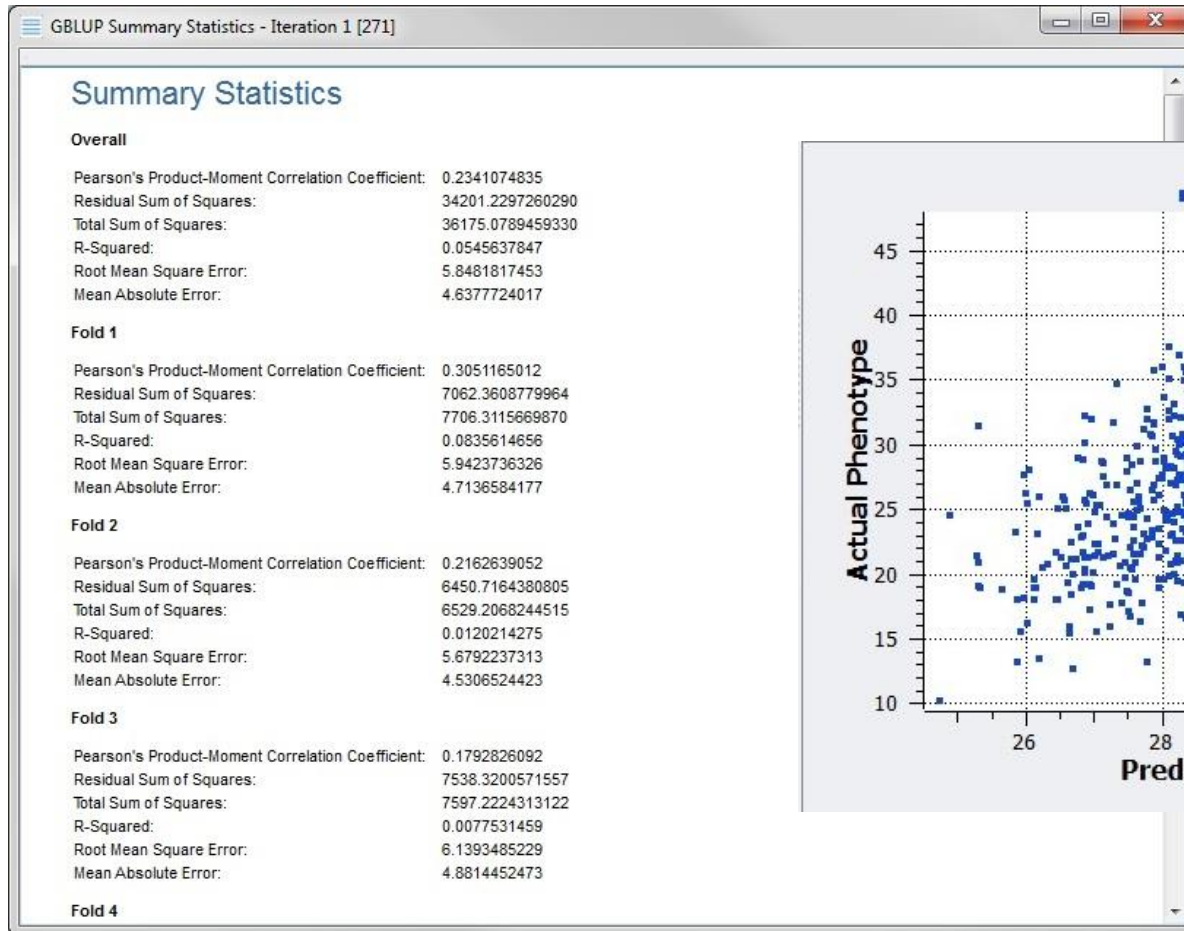 GBLUP Summary Statistics - Iteration 1 [271]
Summary Statistics
Overall
Pearson's Product-Moment Correlation Coefficient: 0.2341074835
Residual Sum of Squares: 34201.2297260290
Total Sum of Squares: 36175.0789459330
R-Squared: 0.0545637847
Root Mean Square Error: 5.8481817453
Mean Absolute Error: 4.6377724017
Fold 1
Pearson's Product-Moment Correlation Coefficient: 0.3051165012
Residual Sum of Squares: 7062.3608779964
Total Sum of Squares: 7706.3115669870
R-Squared: 0.0835614656
Root Mean Square Error: 5.9423736326
Mean Absolute Error: 4.7136584177
Fold 2
Pearson's Product-Moment Correlation Coefficient: 0.2162639052
Residual Sum of Squares: 6450.7164380805
Total Sum of Squares: 6529.2068244515
R-Squared: 0.0120214275
Root Mean Square Error: 5.6792237313
Mean Absolute Error: 4.5306524423
Fold 3
Pearson's Product-Moment Correlation Coefficient: 0.1792826092
Residual Sum of Squares: 7538.3200571557
Total Sum of Squares: 7597.2224313122
R-Squared: 0.0077531459
Root Mean Square Error: 6.1393485229
Mean Absolute Error: 4.8814452473
Fold 4
Actual Phenotype
45
40
35
30
25
20
15
10
26 28
Pred